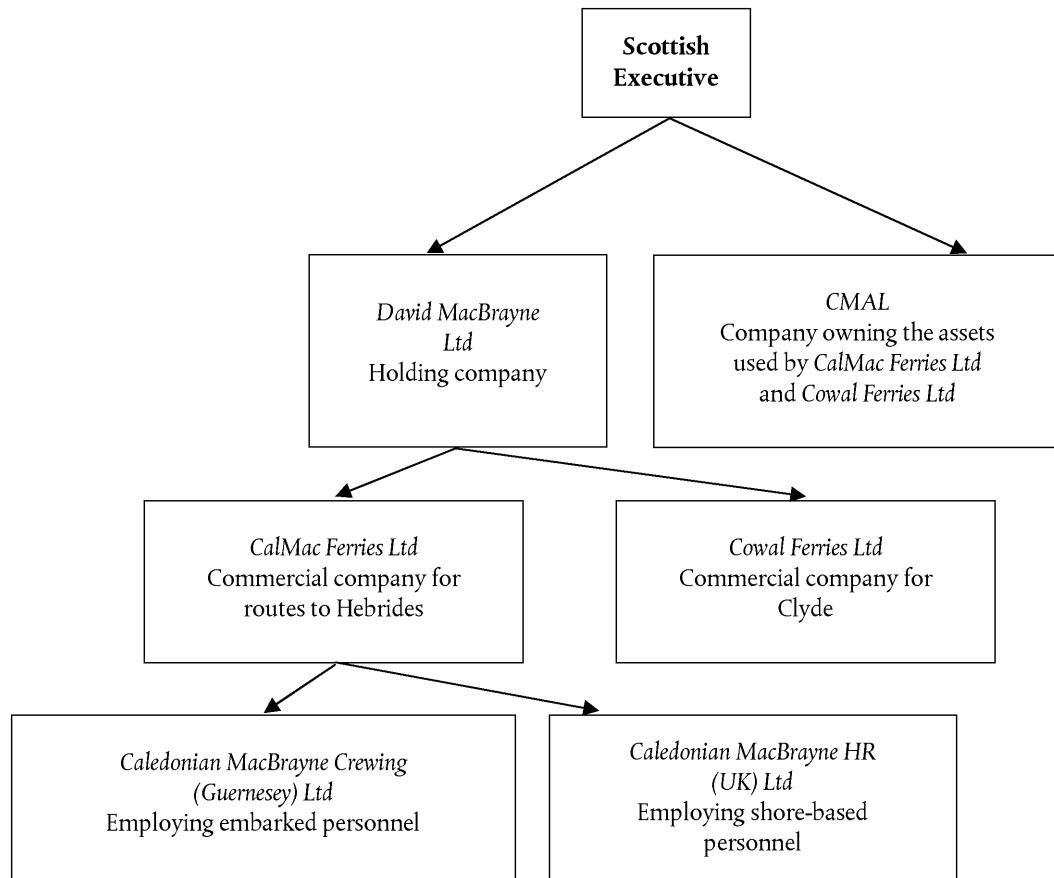 Scottish
Executive
David MacBrayne
Ltd
Holding company
CMAL
Company owning the assets
used by CalMac Ferries Ltd
and Cowal Ferries Ltd
CalMac Ferries Ltd
Commercial company for
routes to Hebrides
Cowal Ferries Ltd
Commercial company for
Clyde
Caledonian MacBrayne Crewing
(Guernesey) Ltd
Employing embarked personnel
Caledonian MacBrayne HR
(UK) Ltd
Employing shore-based
personnel